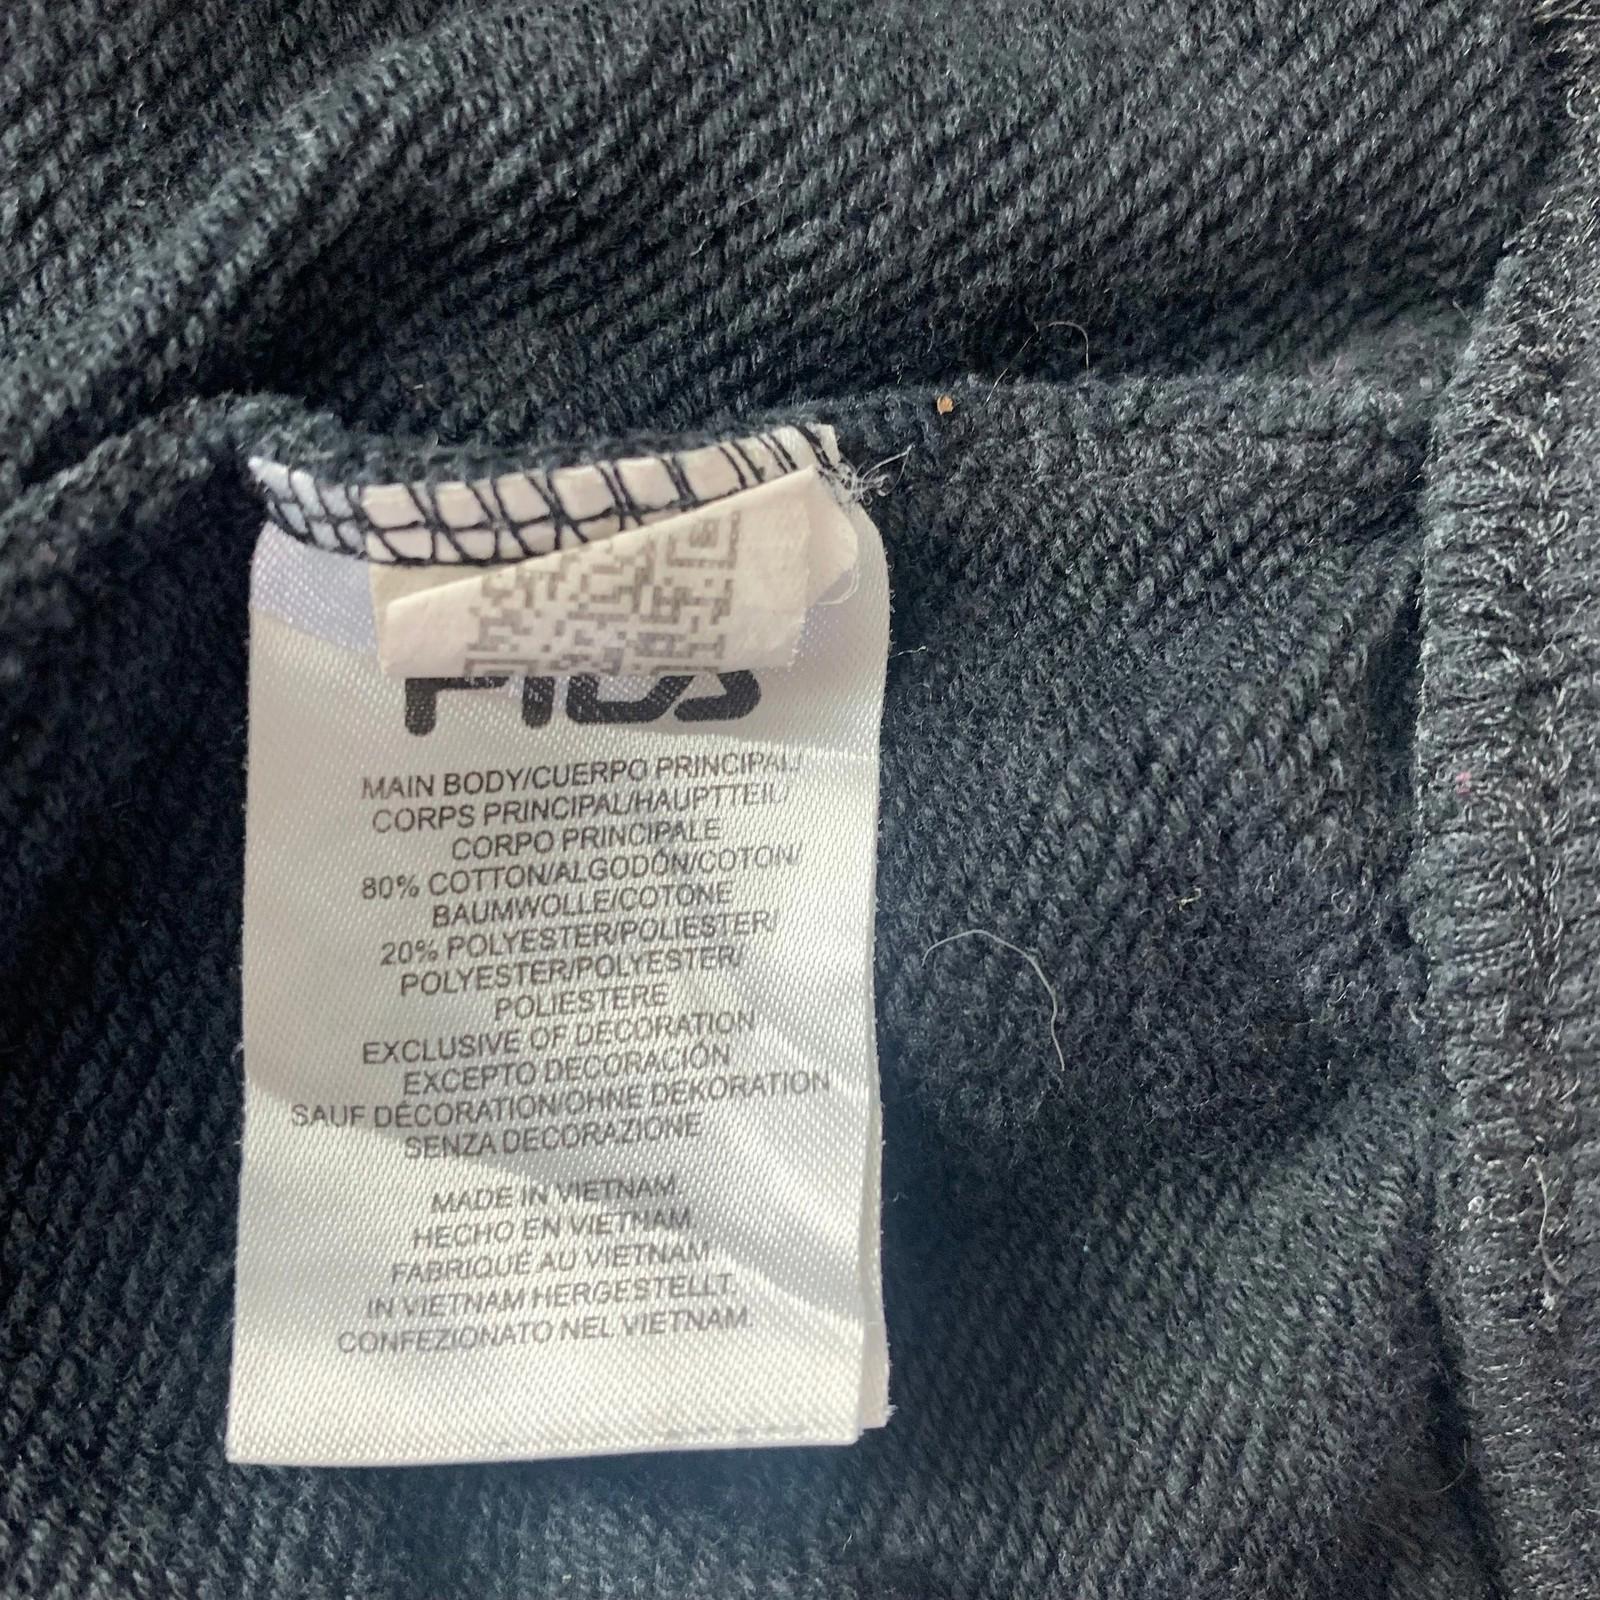 FILA
MAIN BODY/CUERPO PRINCIPAL/
CORPS PRINCIPAL/HAUPTTEIL/
CORPO PRINCIPALE
80% COTTON/ALGODÓN/COTON/
BAUMWOLLE/COTONE
20% POLYESTER/POLIESTER/
POLYESTER/POLYESTER/
POLIESTERE
EXCLUSIVE OF DECORATION
EXCEPTO DECORACIÓN
SAUF DÉCORATION/OHNE DEKORATION
SENZA DECORAZIONE
MADE IN VIETNAM.
HECHO EN VIETNAM.
FABRIQUÉ AU VIETNAM.
IN VIETNAM HERGESTELLT.
CONFEZIONATO NEL VIETNAM.